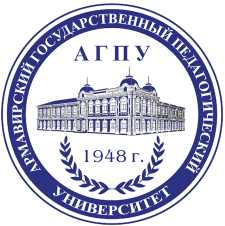 АРМАВИРСКИЙ ГОСУДАРСТВЕННЫЙ ПЕДАГОГИЧЕСКИЙ
УНИВЕРСИТЕТ
АГПУ
1948 г.